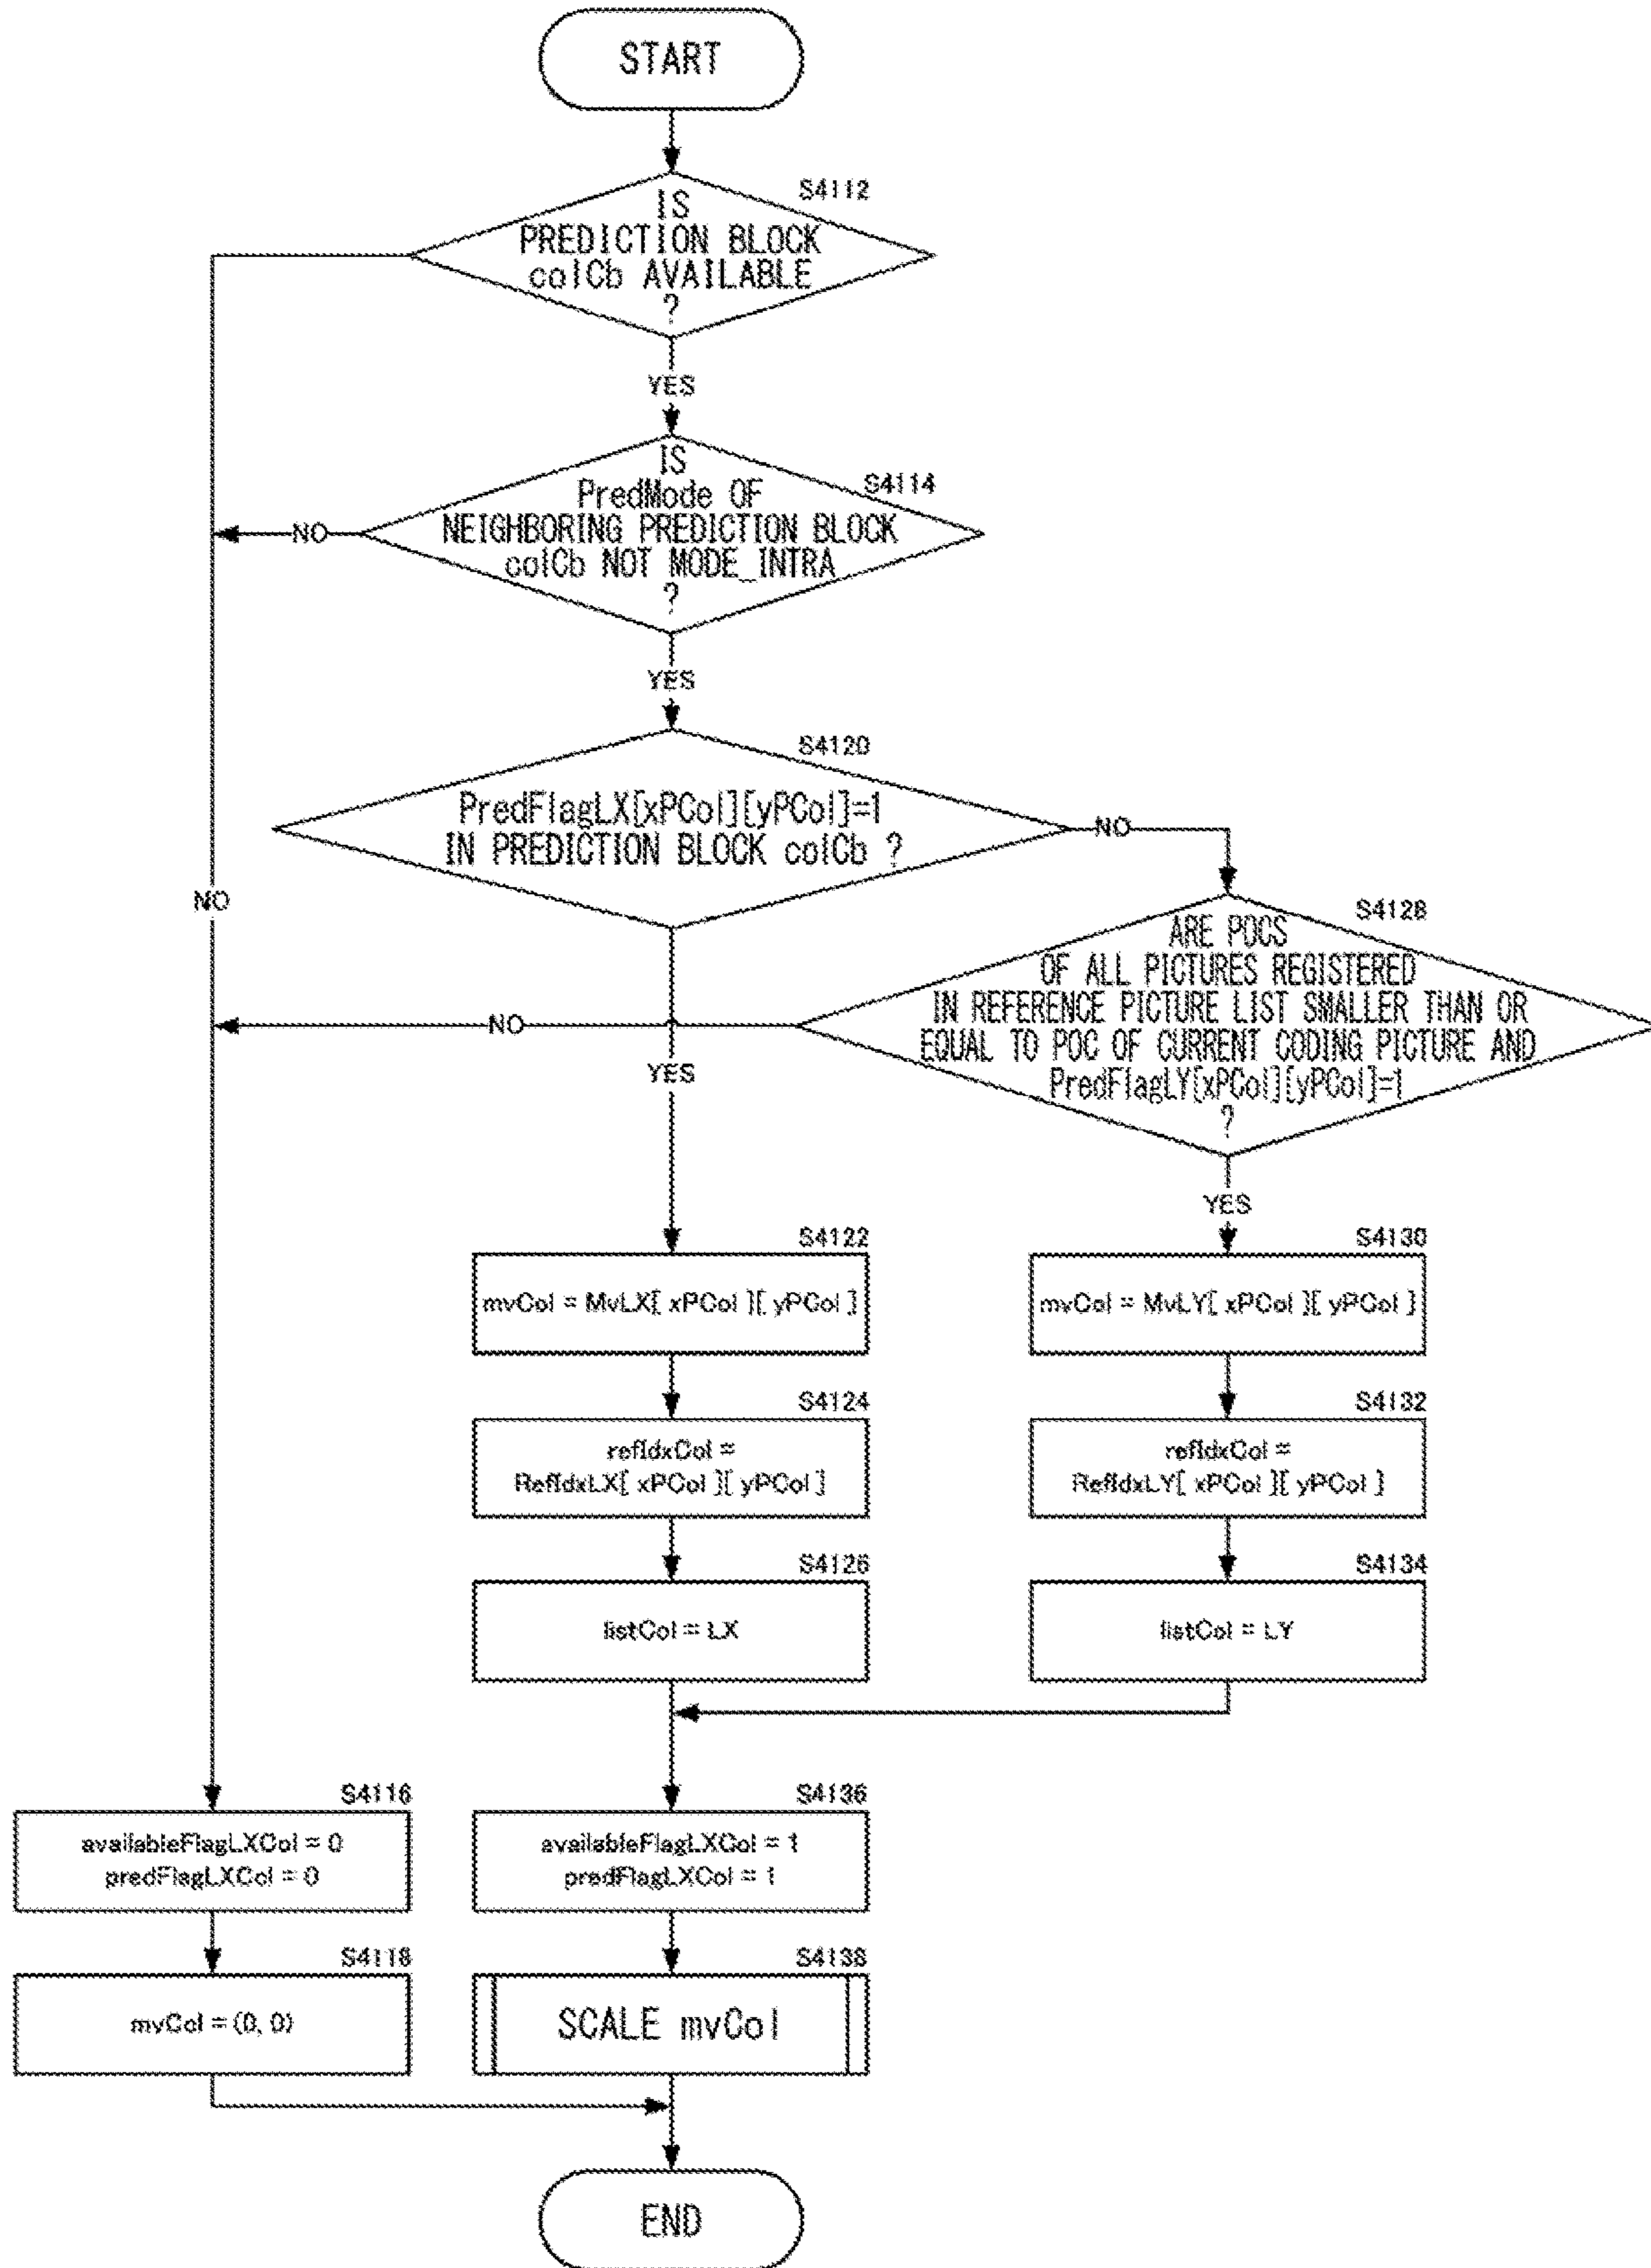 START
S4112
IS
PREDICTION BLOCK
colCb AVAILABLE
?
YES
S4114
IS
PredMode OF
NEIGHBORING PREDICTION BLOCK
colCb NOT MODE_INTRA
?
NO
YES
S4120
PredFlagLX[xPCol][yPCol]=1
IN PREDICTION BLOCK colCb ?
NO
NO
S4128
ARE POCS
OF ALL PICTURES REGISTERED
IN REFERENCE PICTURE LIST SMALLER THAN OR
EQUAL TO POC OF CURRENT CODING PICTURE AND
PredFlagLY[xPCol][yPCol]=1
?
NO
YES
YES
S4122
mvCol = MvLX[ xPCol ][ yPCol ]
S4130
mvCol = MvLY[ xPCol ][ yPCol ]
S4124
refIdxCol =
RefIdxLX[ xPCol ][ yPCol ]
S4132
refIdxCol =
RefIdxLY[ xPCol ][ yPCol ]
S4126
listCol = LX
S4134
listCol = LY
S4116
availableFlagLXCol = 0
predFlagLXCol = 0
S4136
availableFlagLXCol = 1
predFlagLXCol = 1
S4118
mvCol = (0, 0)
S4138
SCALE mvCol
END